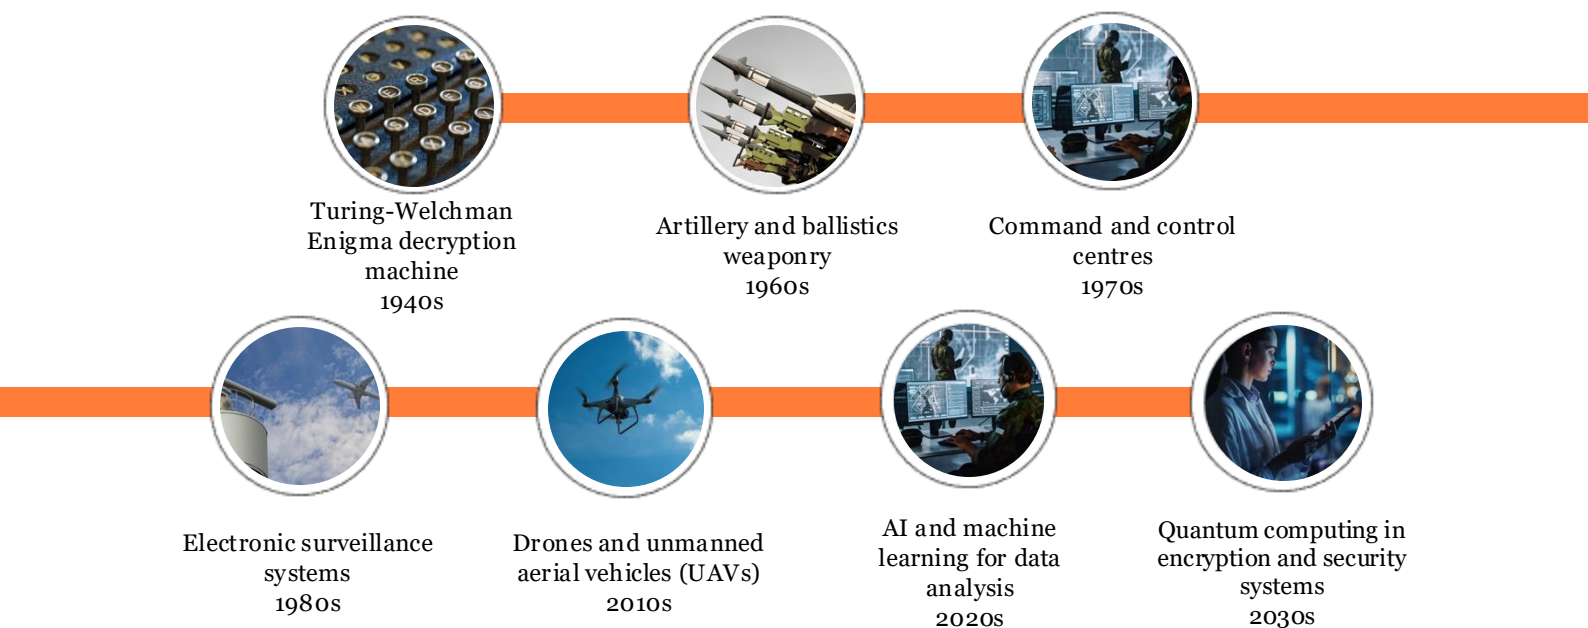 Turing-Welchman
Enigma decryption
machine
1940s
Artillery and ballistics
weaponry
1960s
Command and control
centres
1970s
Electronic surveillance
systems
1980s
Drones and unmanned
aerial vehicles (UAVs)
2010s
AI and machine
learning for data
analysis
2020s
Quantum computing in
encryption and security
systems
2030s